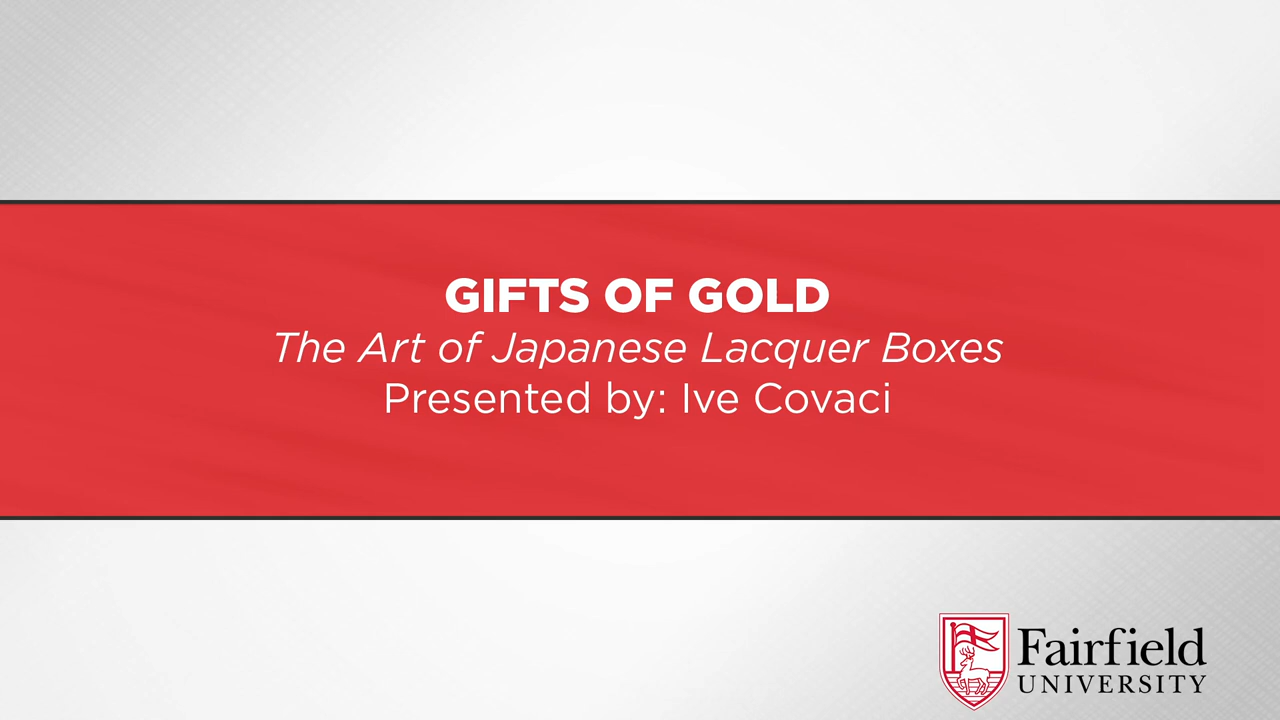 GIFTS OF GOLD
The Art of Japanese Lacquer Boxes
Presented by: Ive Covaci
Fairfield
UNIVERSITY